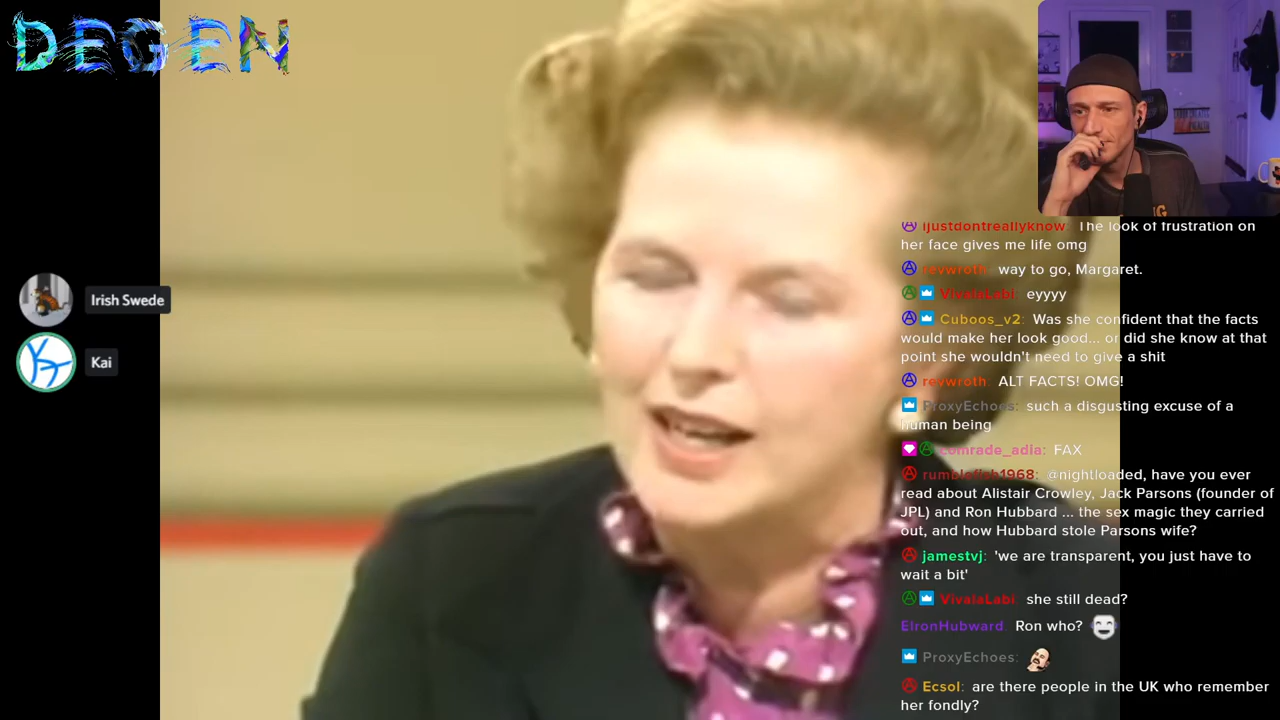 DEGEN
Irish Swede
Kai
ijustdontreallyknow: The look of frustration on
her face gives me life omg
revwroth: way to go, Margaret.
VivalaLabi: eyyyy
Cuboos_v2: Was she confident that the facts
would make her look good... or did she know at that
point she wouldn't need to give a shit
revwroth: ALT FACTS! OMG!
ProxyEchoes: such a disgusting excuse of a
human being
comrade_adia: FAX
@nightloaded, have you ever
read about Alistair Crowley, Jack Parsons (founder of
JPL) and Ron Hubbard ... the sex magic they carried
out, and how Hubbard stole Parsons wife?
jamestvj: 'we are transparent, you just have to
wait a bit'
VivalaLabi: she still dead?
ElronHubward: Ron who?
ProxyEchoes:
Ecsol: are there people in the UK who remember
her fondly?